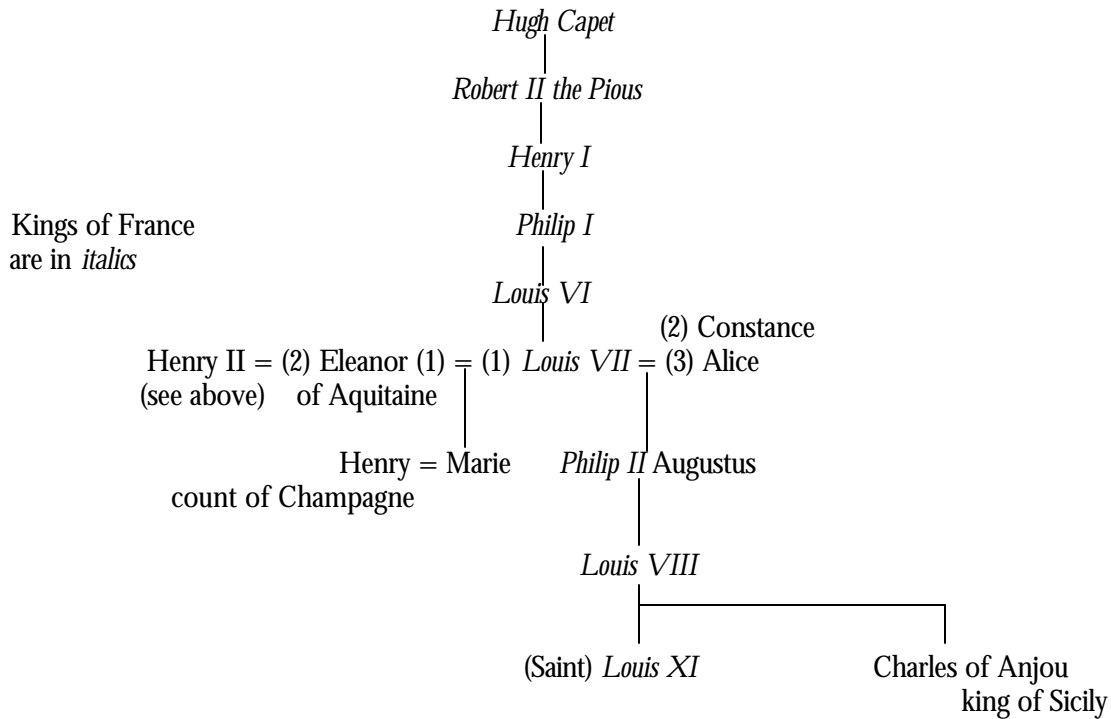 Hugh Capet
Robert II the Pious
Henry I
Kings of France
are in italics
Philip I
Louis VI
(2) Constance
Henry II = (2) Eleanor (1) = (1) Louis VII = (3) Alice
(see above) of Aquitaine
Henry = Marie
count of Champagne
Philip II Augustus
Louis VIII
(Saint) Louis XI
Charles of Anjou
king of Sicily